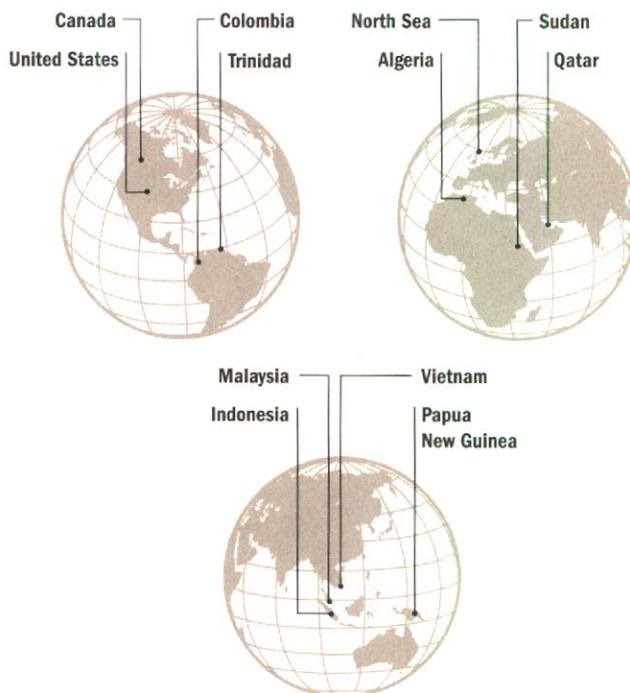 Canada
Colombia
United States
Trinidad
North Sea
Sudan
Algeria
Qatar
Malaysia
Vietnam
Indonesia
Papua
New Guinea